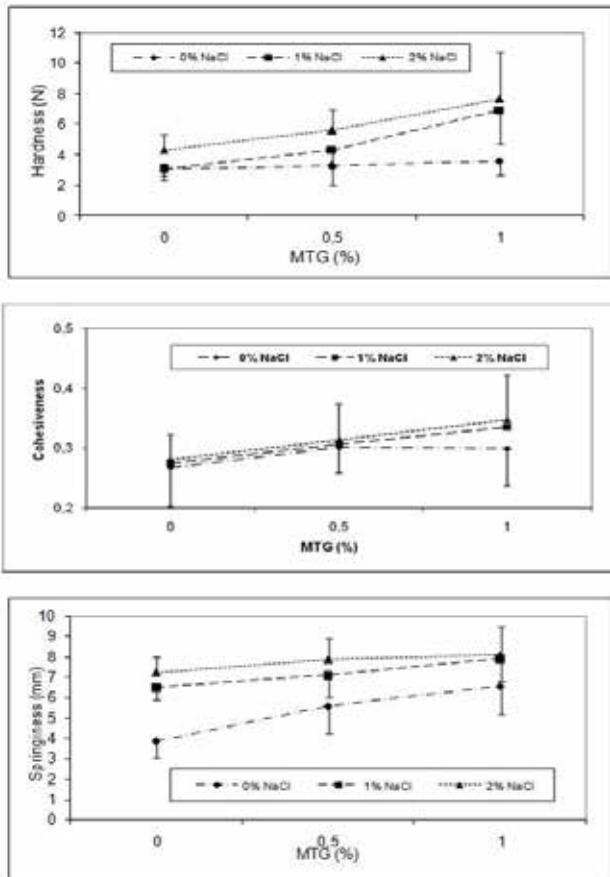 12
10
8
6
4
2
0
Hardness (N)
0% NaCl 1% NaCl 2% NaCl
0 0.5 1
MTG (%)
0.5
0.4
0.3
0.2
Cohesiveness
0% NaCl 1% NaCl 2% NaCl
0 0.5 1
MTG (%)
10
9
8
7
6
5
4
3
2
1
0
Springiness (mm)
0% NaCl 1% NaCl 2% NaCl
0 0.5 1
MTG (%)